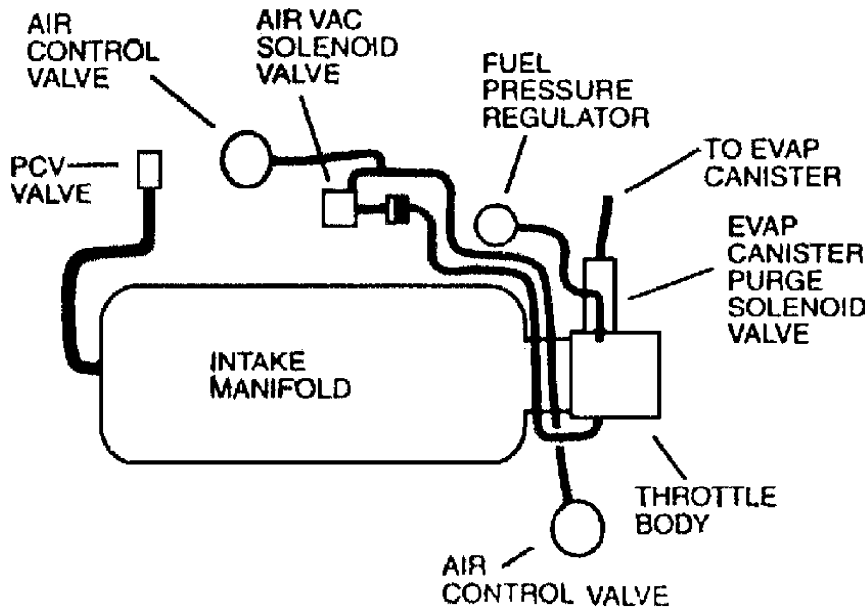 AIR
CONTROL
VALVE
AIR VAC
SOLENOID
VALVE
FUEL
PRESSURE
REGULATOR
PCV
VALVE
TO EVAP
CANISTER
EVAP
CANISTER
PURGE
SOLENOID
VALVE
INTAKE
MANIFOLD
THROTTLE
BODY
AIR
CONTROL VALVE